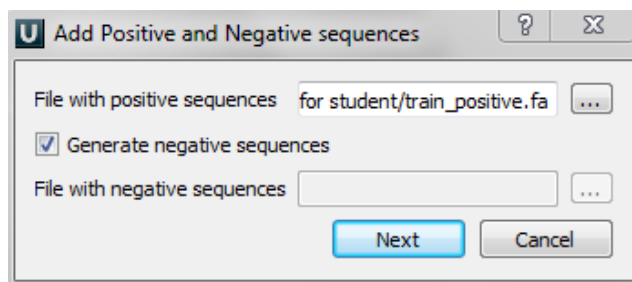 U Add Positive and Negative sequences ? X
File with positive sequences for student/train_positive.fa ...
Generate negative sequences
File with negative sequences ...
Next Cancel